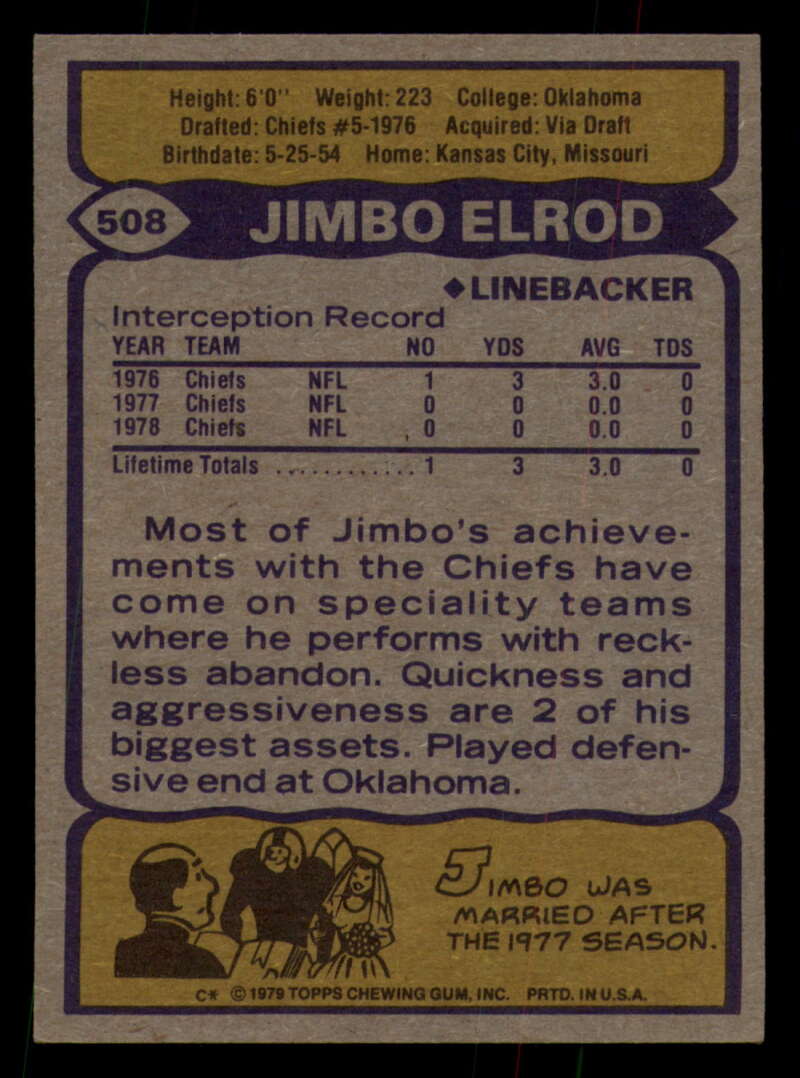 Height: 6'0'' Weight: 223 College: Oklahoma
Drafted: Chiefs #5-1976 Acquired: Via Draft
Birthdate: 5-25-54 Home: Kansas City, Missouri
508 JIMBO ELROD
◆LINEBACKER
Interception Record
YEAR TEAM NO YDS AVG TDS
1976 Chiefs NFL 1 3 3.0 0
1977 Chiefs NFL 0 0 0.0 0
1978 Chiefs NFL 0 0 0.0 0
Lifetime Totals ............ 1 3 3.0 0
Most of Jimbo's achieve-
ments with the Chiefs have
come on speciality teams
where he performs with reck-
less abandon. Quickness and
aggressiveness are 2 of his
biggest assets. Played defen-
sive end at Oklahoma.
JIMBO WAS
MARRIED AFTER
THE 1977 SEASON.
C* © 1979 TOPPS CHEWING GUM, INC. PRTD. IN U.S.A.